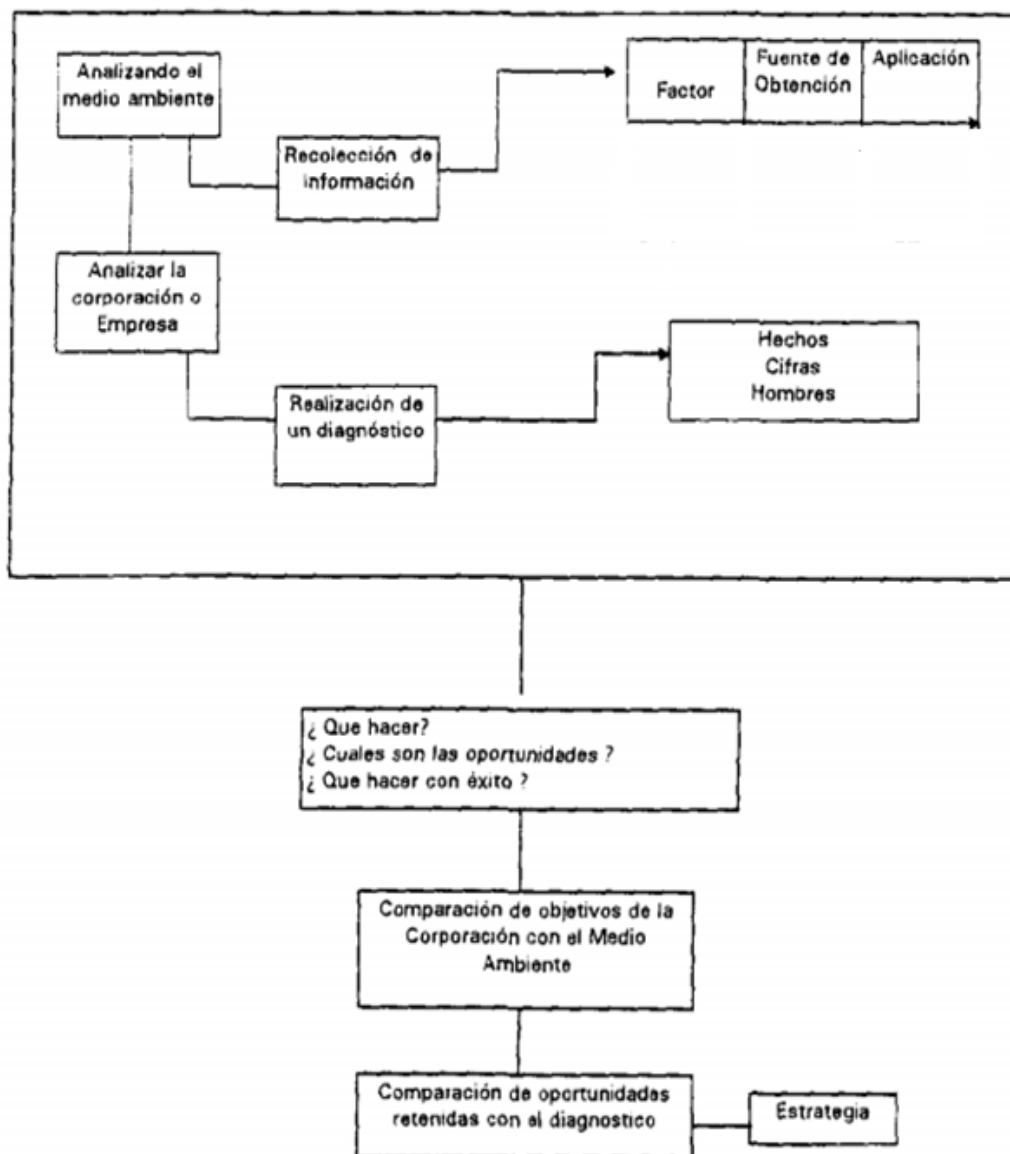 Analizando el
medio ambiente
Factor
Fuente de
Obtención
Aplicación
Recolección de
Información
Analizar la
corporación o
Empresa
Hechos
Cifras
Hombres
Realización de
un diagnóstico
¿ Que hacer?
¿ Cuales son las oportunidades ?
¿ Que hacer con éxito ?
Comparación de objetivos de la
Corporación con el Medio
Ambiente
Comparación de oportunidades
retenidas con el diagnostico
Estrategia